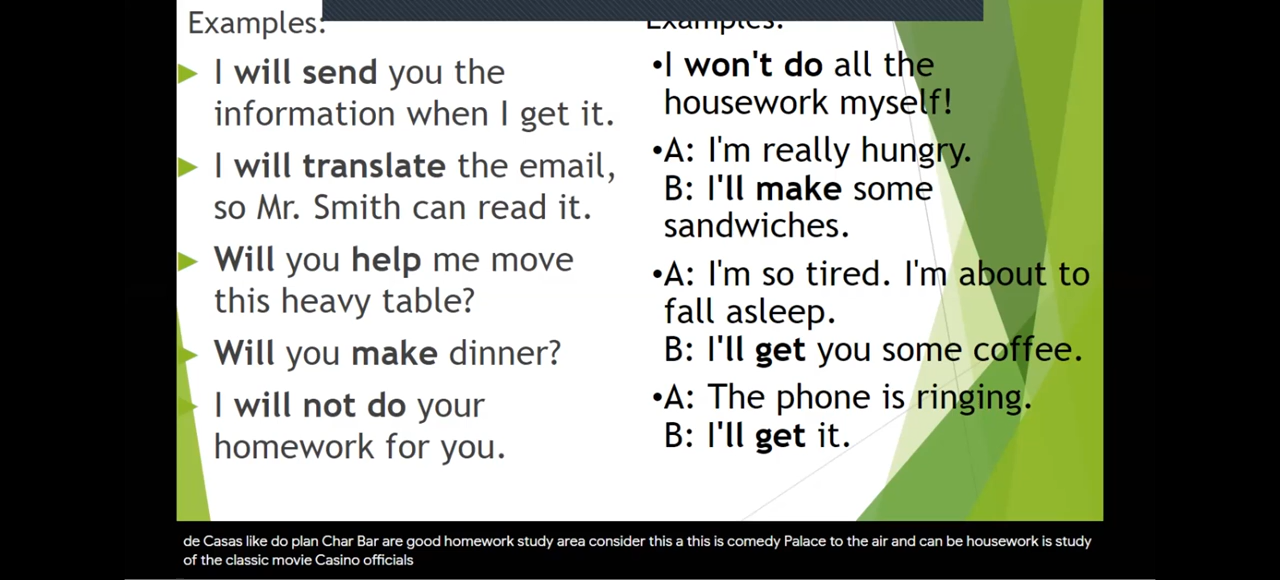 Examples:
I will send you the
information when I get it.
I will translate the email,
so Mr. Smith can read it.
Will you help me move
this heavy table?
Will you make dinner?
I will not do your
homework for you.
Examples:
•I won't do all the
housework myself!
•A: I'm really hungry.
B: I'll make some
sandwiches.
•A: I'm so tired. I'm about to
fall asleep.
B: I'll get you some coffee.
•A: The phone is ringing.
B: I'll get it.
de Casas like do plan Char Bar are good homework study area consider this a this is comedy Palace to the air and can be housework is study
of the classic movie Casino officials